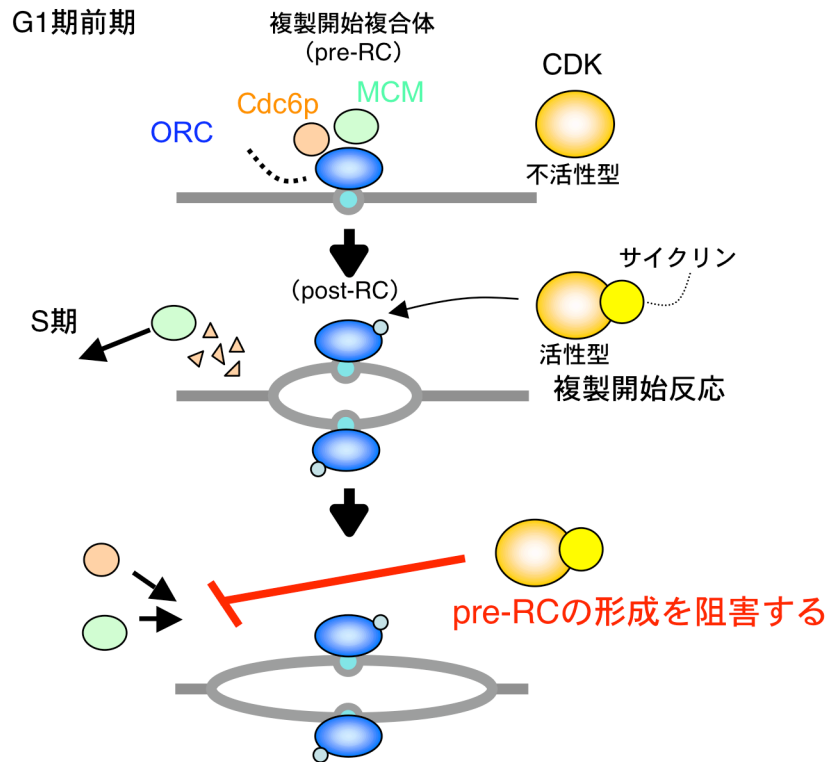 G1期前期
複製開始複合体
（pre-RC）
CDK
MCM
Cdc6p
ORC
不活性型
サイクリン
（post-RC）
S期
活性型
複製開始反応
pre-RCの形成を阻害する